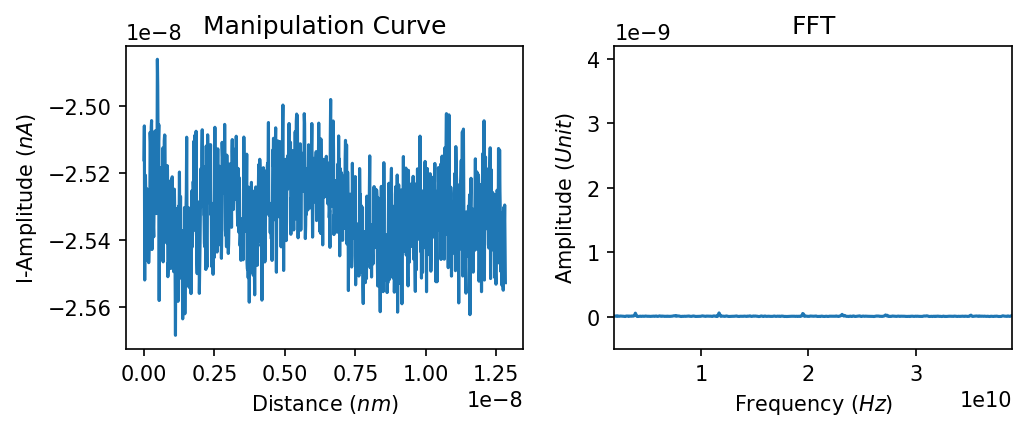 Manipulation Curve
1e−8
I-Amplitude (nA)
−2.50
−2.52
−2.54
−2.56
0.00 0.25 0.50 0.75 1.00 1.25
Distance (nm)
1e−8
FFT
1e−9
Amplitude (Unit)
4
3
2
1
0
1 2 3
Frequency (Hz)
1e10